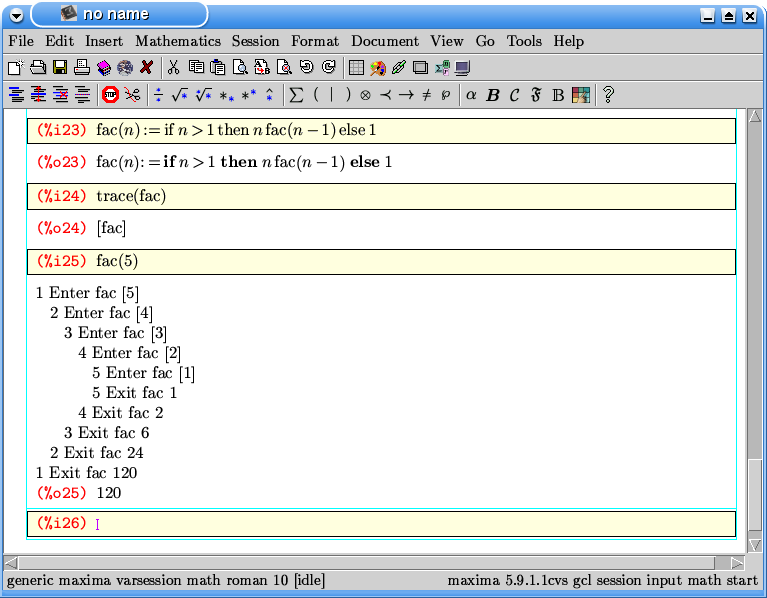 no name
File Edit Insert Mathematics Session Format Document View Go Tools Help
(%i23) fac(n) := if n > 1 then n fac(n − 1) else 1
(%o23) fac(n) := if n > 1 then n fac(n − 1) else 1
(%i24) trace(fac)
(%o24) [fac]
(%i25) fac(5)
1 Enter fac [5]
2 Enter fac [4]
3 Enter fac [3]
4 Enter fac [2]
5 Enter fac [1]
5 Exit fac 1
4 Exit fac 2
3 Exit fac 6
2 Exit fac 24
1 Exit fac 120
(%o25) 120
(%i26)
generic maxima varsession math roman 10 [idle] maxima 5.9.1.1cvs gcl session input math start